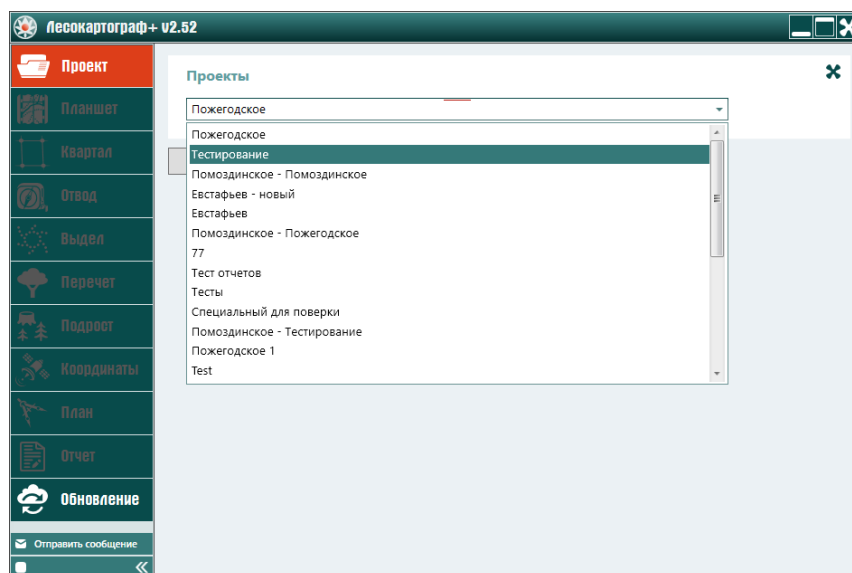 Лесокартограф+ v2.52
Проект
Планшет
Квартал
Отвод
Выдел
Перечет
Подрост
Координаты
План
Отчет
Обновление
Отправить сообщение
Проекты
Пожегодское
Пожегодское
Тестирование
Помоздинское - Помоздинское
Евстафьев - новый
Евстафьев
Помоздинское - Пожегодское
77
Тест отчетов
Тесты
Специальный для поверки
Помоздинское - Тестирование
Пожегодское 1
Test